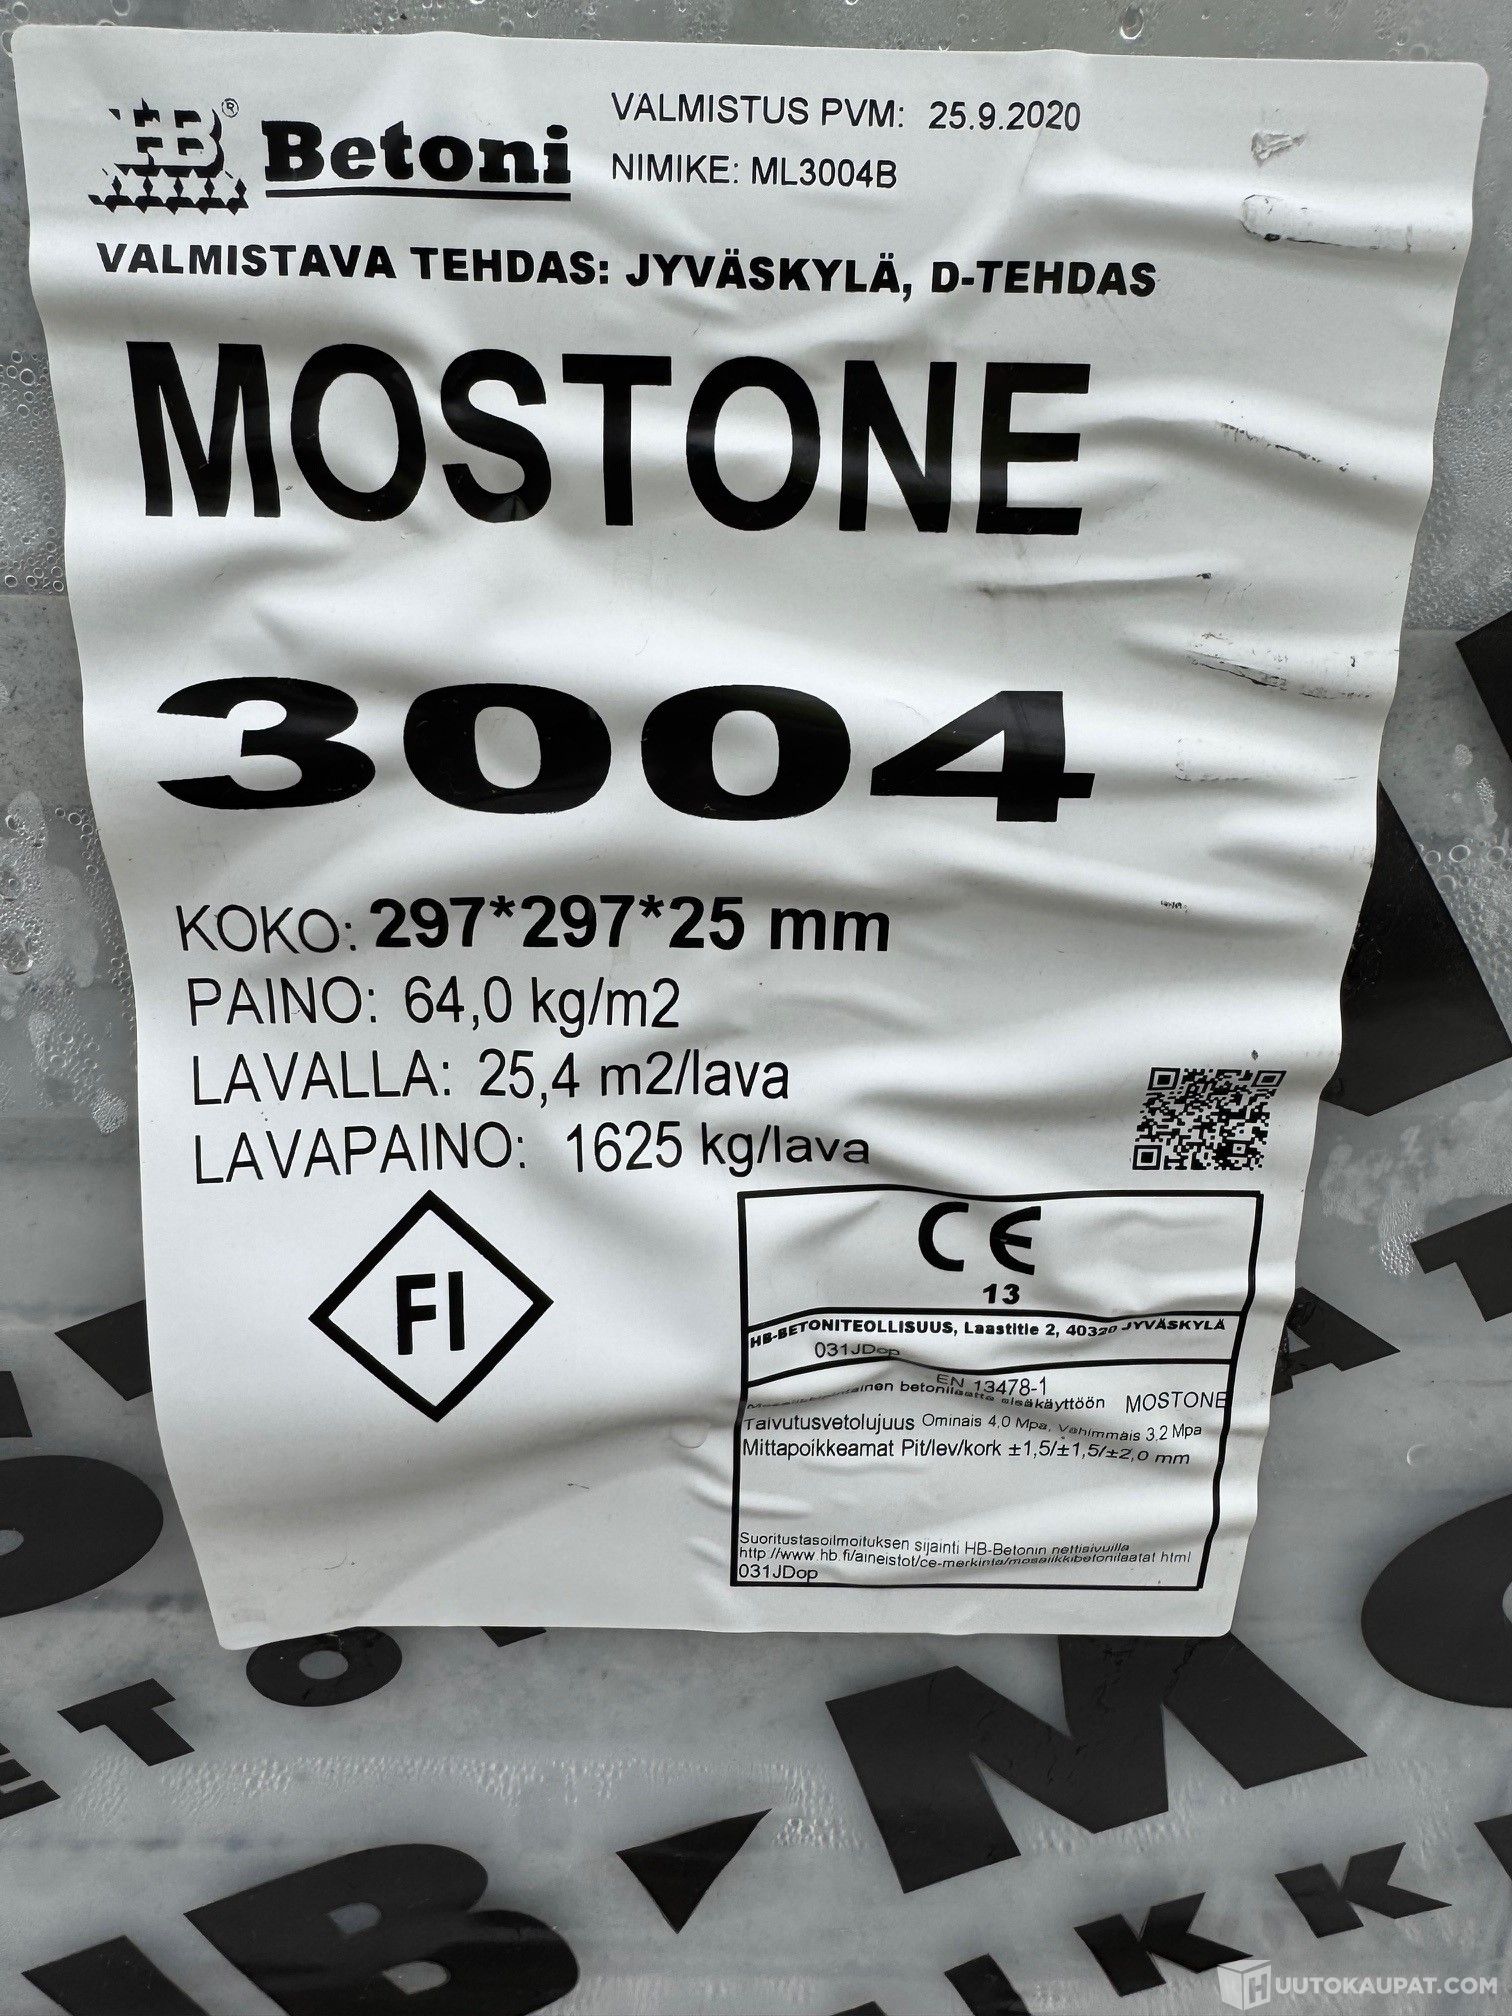 HB® Betoni
VALMISTUS PVM: 25.9.2020
NIMIKE: ML3004B
VALMISTAVA TEHDAS: JYVÄSKYLÄ, D-TEHDAS
MOSTONE
3004
KOKO: 297*297*25 mm
PAINO: 64,0 kg/m2
LAVALLA: 25,4 m2/lava
LAVAPAINO: 1625 kg/lava
FI
CE
13
HB-BETONITEOLLISUUS, Laastitie 2, 40320 JYVÄSKYLÄ
031JDop
EN 13478-1
betonilaatta sisäkäyttöön MOSTONE
Taivutusvetolujuus Ominais 4,0 Mpa, Vähimmäis 3,2 Mpa
Mittapoikkeamat Pit/lev/kork ±1,5/±1,5/±2,0 mm
Suoritustasoilmoituksen sijainti HB-Betonin nettisivuilla
http://www.hb.fi/aineistot/ce-merkinta/mosaiikkibetonilaatat html
031JDop
HUUTOKAUPAT.COM